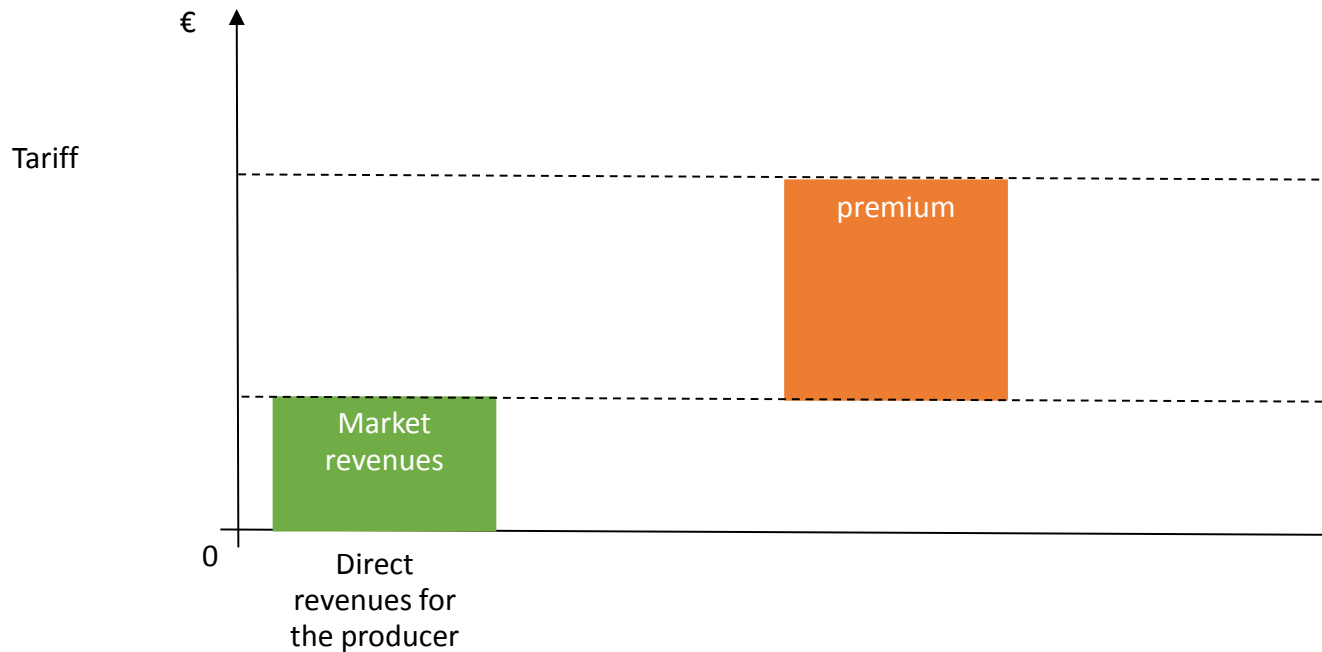 €
Tariff
premium
Market
revenues
0
Direct
revenues for
the producer